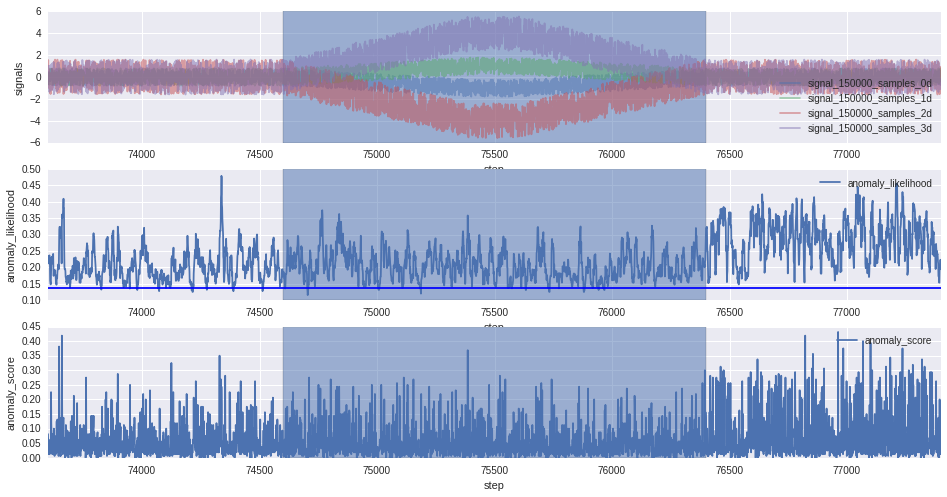 6
4
2
0
−2
−4
−6
signals
signal_150000_samples_0d
signal_150000_samples_1d
signal_150000_samples_2d
signal_150000_samples_3d
74000 74500 75000 75500 76000 76500 77000
step
0.50
0.45
0.40
0.35
0.30
0.25
0.20
0.15
0.10
anomaly_likelihood
anomaly_likelihood
74000 74500 75000 75500 76000 76500 77000
step
0.45
0.40
0.35
0.30
0.25
0.20
0.15
0.10
0.05
0.00
anomaly_score
anomaly_score
74000 74500 75000 75500 76000 76500 77000
step